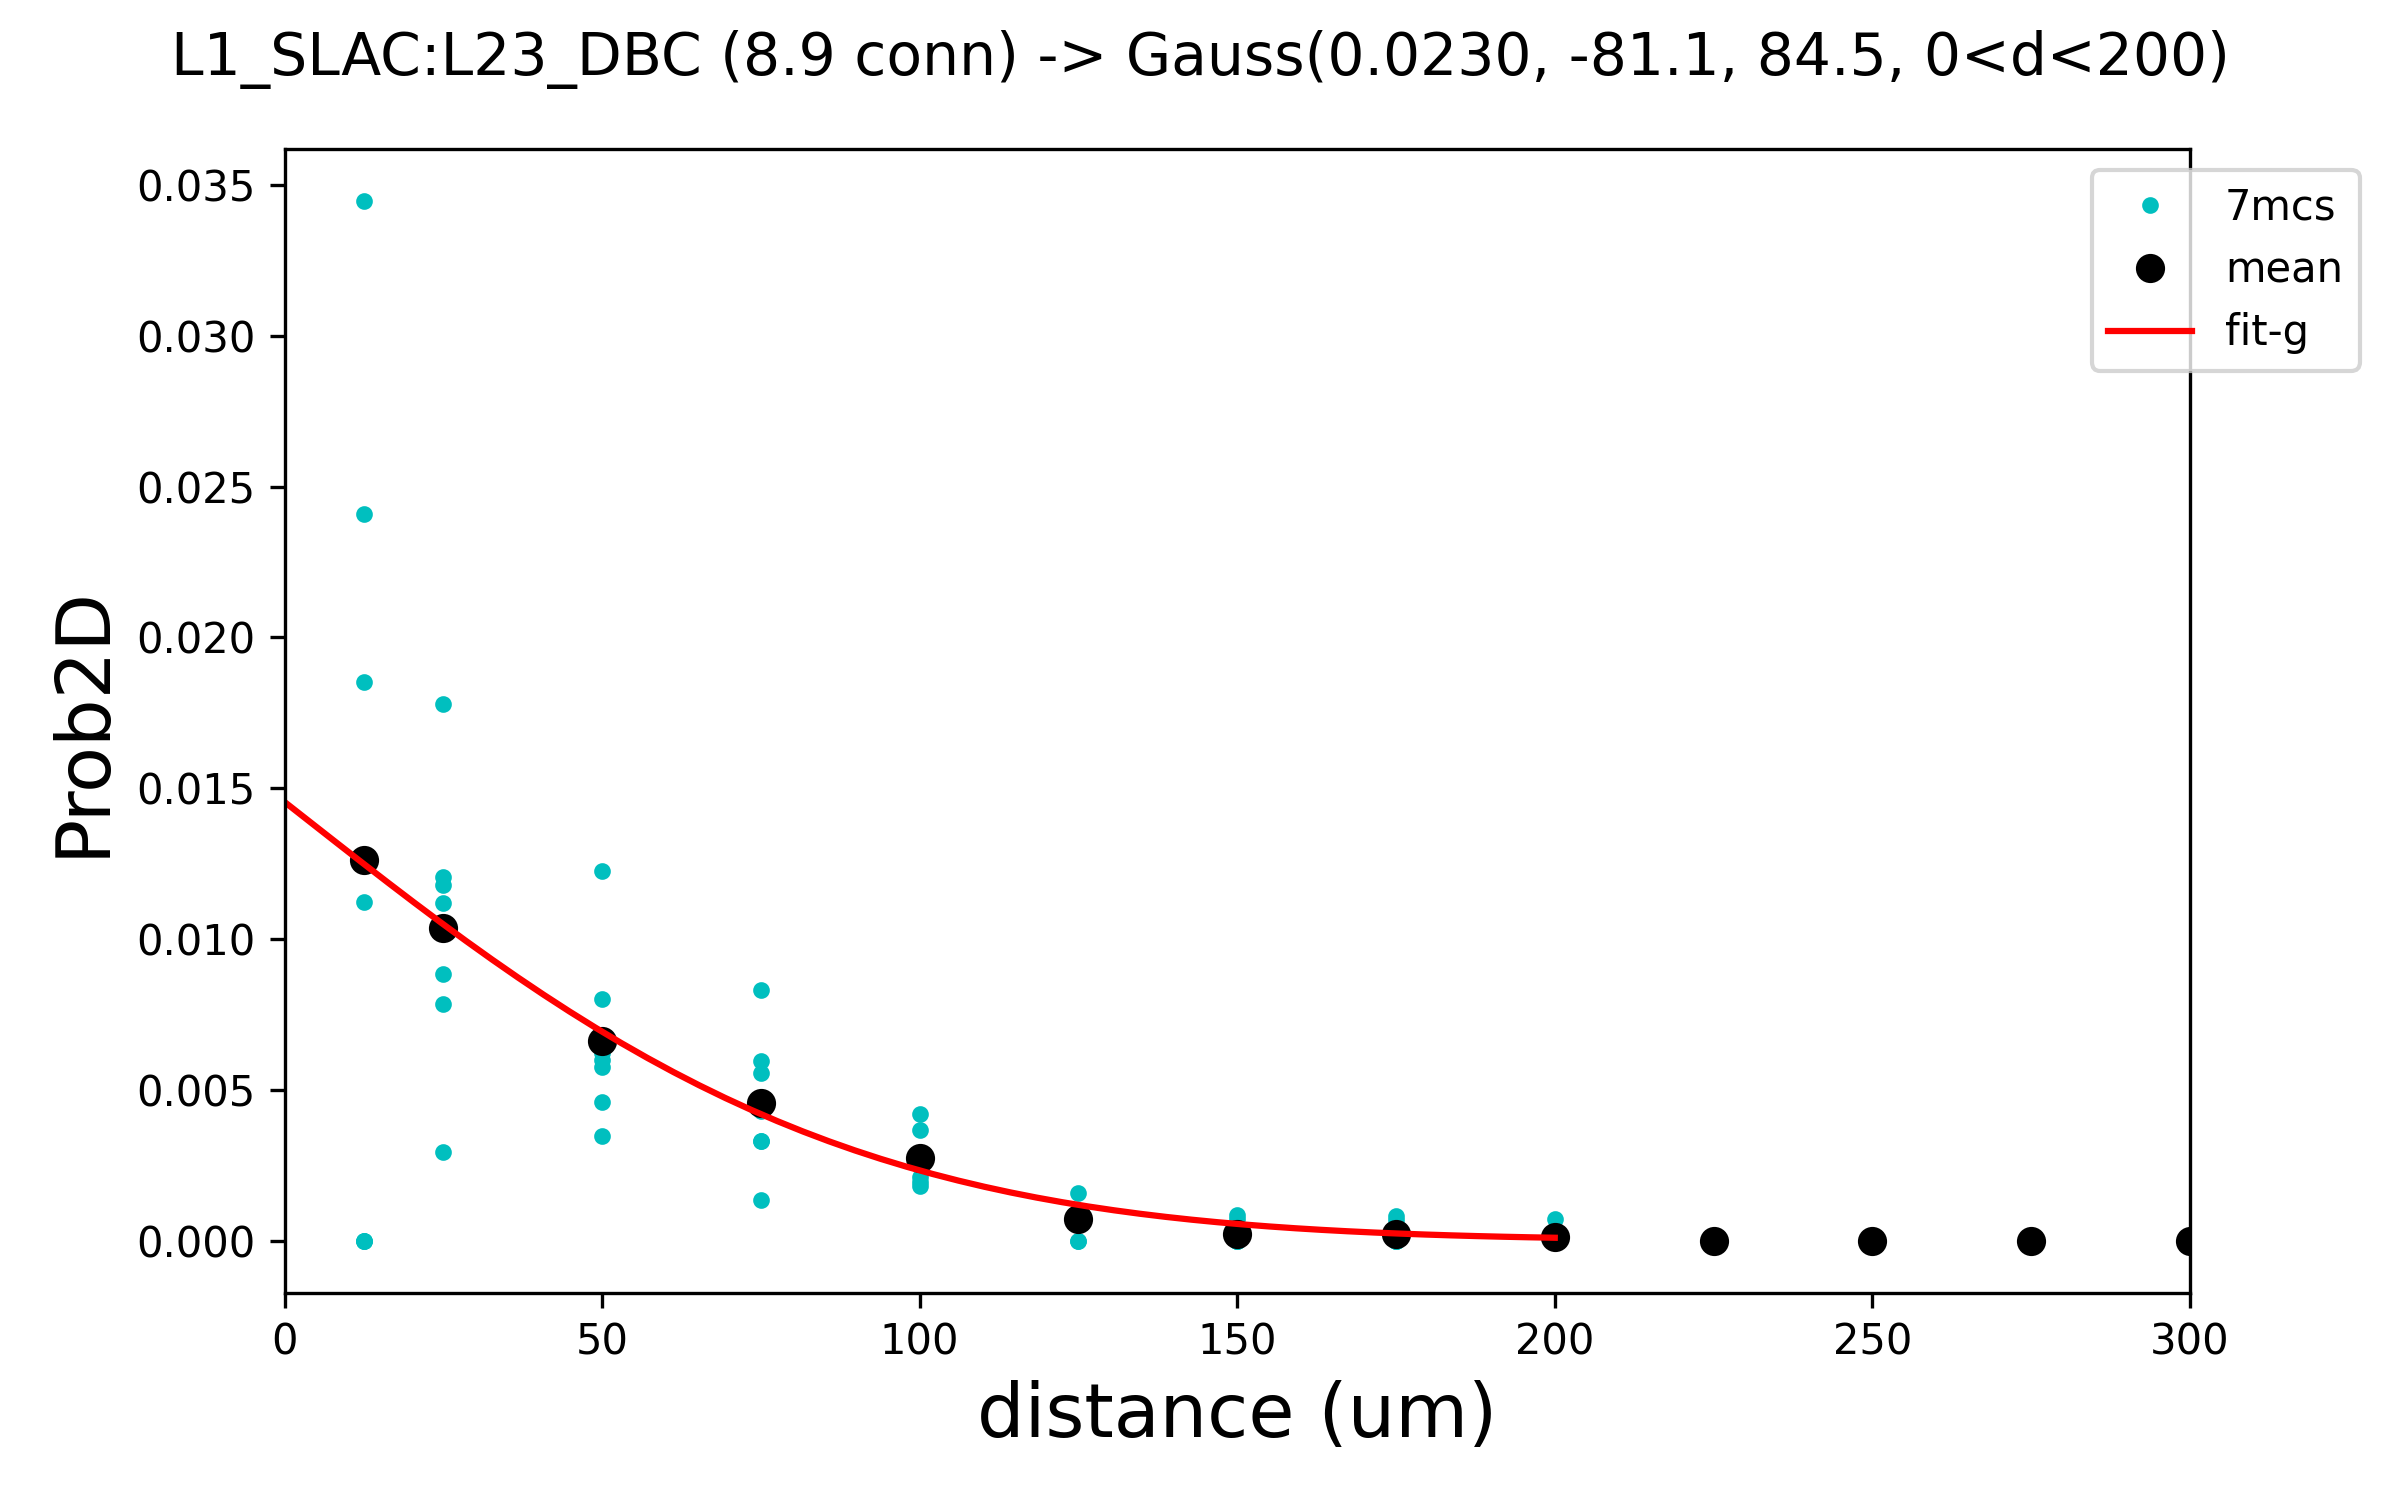 L1_SLAC:L23_DBC (8.9 conn) -> Gauss(0.0230, -81.1, 84.5, 0<d<200)
0.035
0.030
0.025
0.020
0.015
0.010
0.005
0.000
Prob2D
7mcs
mean
fit-g
0 50 100 150 200 250 300
distance (um)